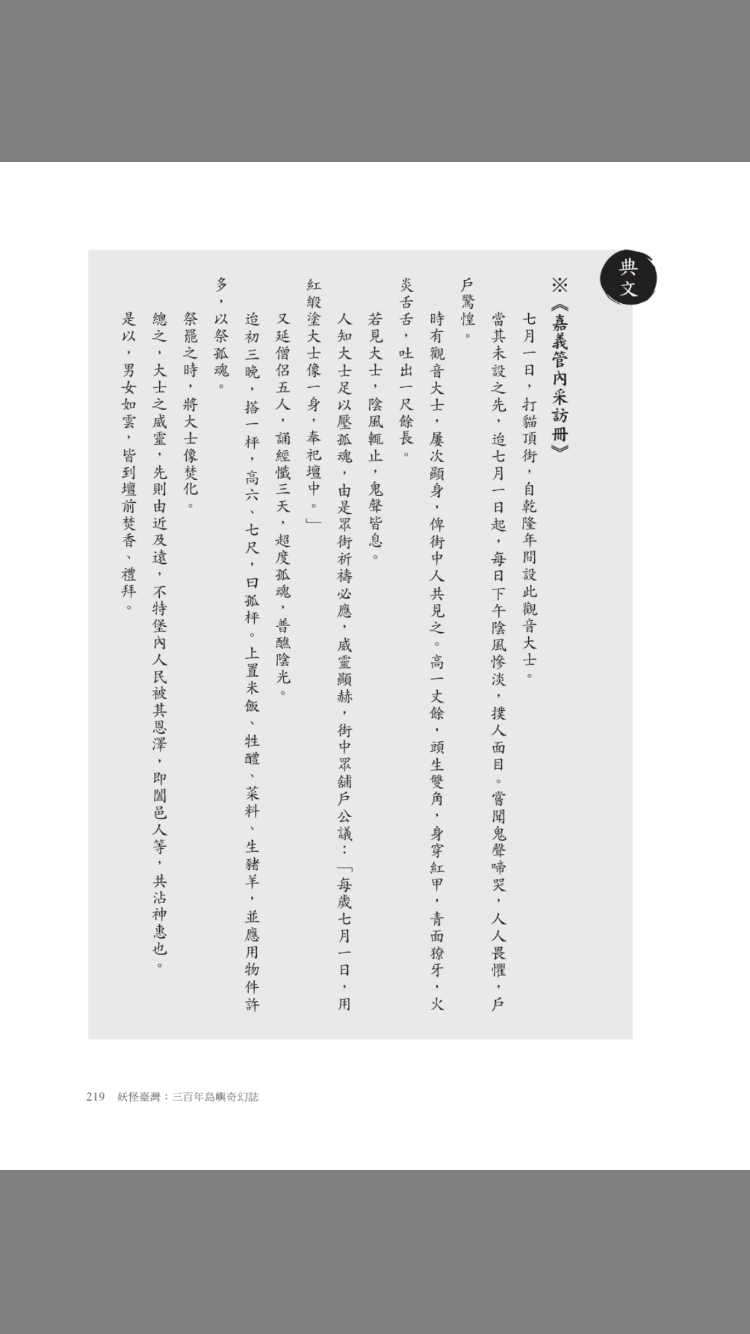 典文
※《嘉義管內采訪冊》
七月一日，打貓頂街，自乾隆年間設此觀音大士。
當其未設之先，迨七月一日起，每日下午陰風慘淡，撲人面目。嘗聞鬼聲啼哭，人人畏懼，戶
戶驚惶。
時有觀音大士，屢次顯身，俾街中人共見之。高一丈餘，頭生雙角，身穿紅甲，青面獠牙，火
炎舌舌，吐出一尺餘長。
若見大士，陰風輒止，鬼聲皆息。
人知大士足以壓孤魂，由是眾街祈禱必應，威靈顯赫，街中眾舖戶公議：「每歲七月一日，用
紅緞塗大士像一身，奉祀壇中。」
又延僧侶五人，誦經懺三天，超度孤魂，普醮陰光。
迨初三晚，搭一枰，高六、七尺，曰孤枰。上置米飯、牲醴、菜料、生豬羊，並應用物件許
多，以祭孤魂。
祭罷之時，將大士像焚化。
總之，大士之威靈，先則由近及遠，不特堡內人民被其恩澤，即闔邑人等，共沾神惠也。
是以，男女如雲，皆到壇前焚香、禮拜。
219 妖怪臺灣：三百年島嶼奇幻誌